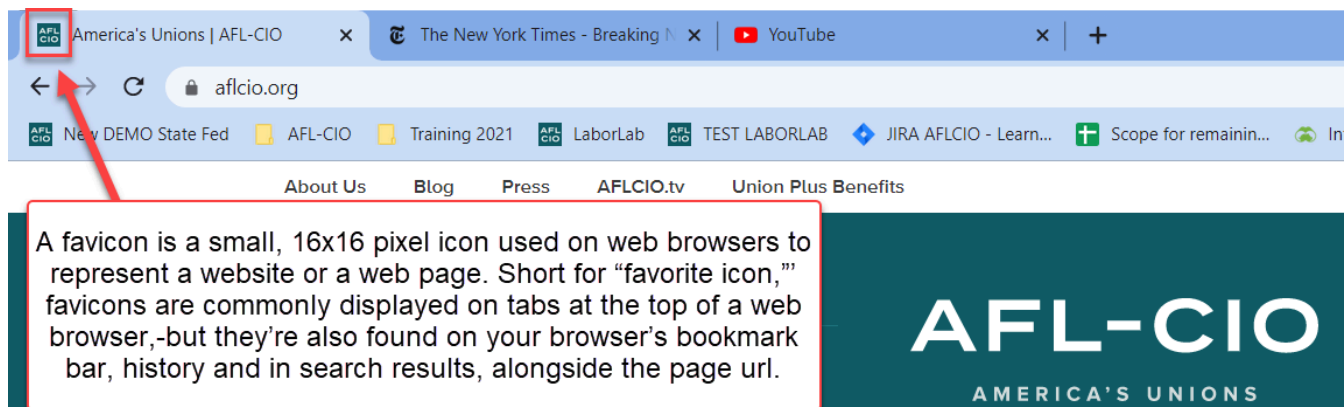 AFL CIO America's Unions | AFL-CIO The New York Times - Breaking N YouTube
aflcio.org
AFL CIO New DEMO State Fed AFL-CIO Training 2021 AFL CIO LaborLab AFL CIO TEST LABORLAB JIRA AFLCIO - Learn... Scope for remainin... In
About Us Blog Press AFLCIO.tv Union Plus Benefits
A favicon is a small, 16x16 pixel icon used on web browsers to
represent a website or a web page. Short for “favorite icon,”’
favicons are commonly displayed on tabs at the top of a web
browser,-but they’re also found on your browser’s bookmark
bar, history and in search results, alongside the page url.
AFL-CIO
AMERICA'S UNIONS